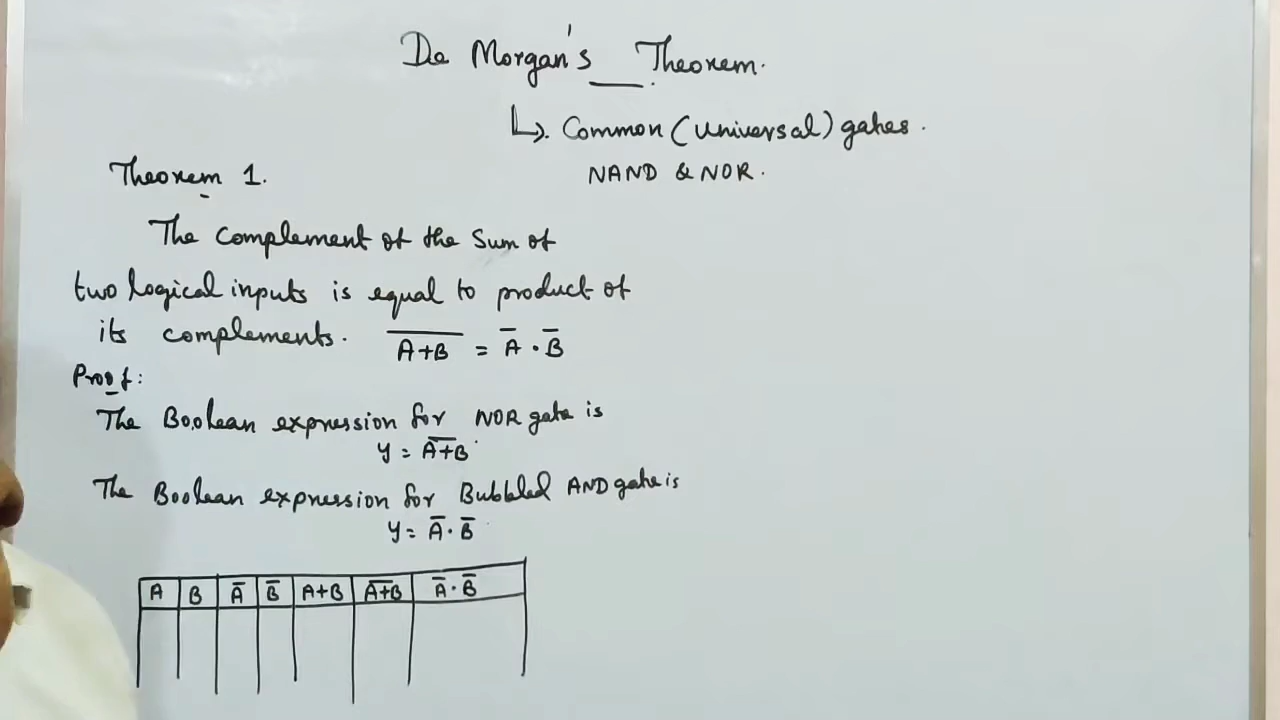 De Morgan's Theorem.
↳. Common (Universal) gates.
NAND & NOR.
Theorem 1.
The Complement of the Sum of
two logical inputs is equal to product of
its complements. A̅+̅B̅ = A̅ · B̅
Proof:
The Boolean expression for NOR gate is
y = A̅+̅B̅
The Boolean expression for Bubbled AND gate is
y = A̅ · B̅
A B A̅ B̅ A+B A̅+̅B̅ A̅ · B̅